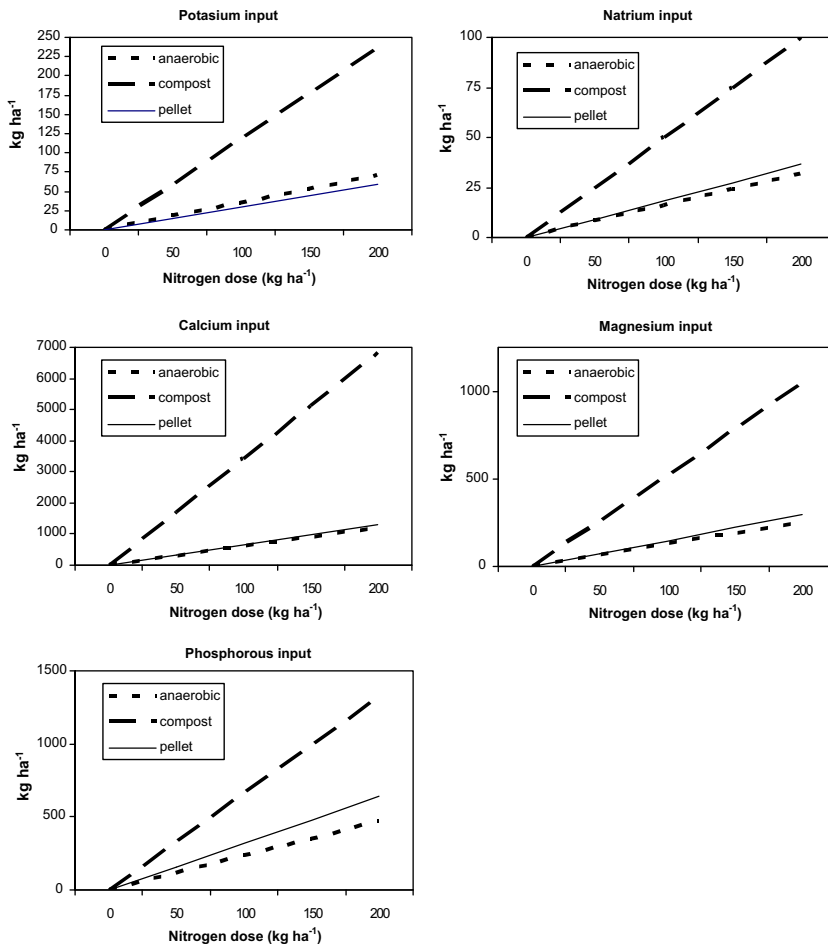 Potasium input
250
225
200
175
150
125
100
75
50
25
0
kg ha-1
anaerobic
compost
pellet
0 50 100 150 200
Nitrogen dose (kg ha-1)
Natrium input
100
75
50
25
0
kg ha-1
anaerobic
compost
pellet
0 50 100 150 200
Nitrogen dose (kg ha-1)
Calcium input
7000
6000
5000
4000
3000
2000
1000
0
kg ha-1
anaerobic
compost
pellet
0 50 100 150 200
Nitrogen dose (kg ha-1)
Magnesium input
1000
500
0
kg ha-1
anaerobic
compost
pellet
0 50 100 150 200
Nitrogen dose (kg ha-1)
Phosphorous input
1500
1000
500
0
kg ha-1
anaerobic
compost
pellet
0 50 100 150 200
Nitrogen dose (kg ha-1)